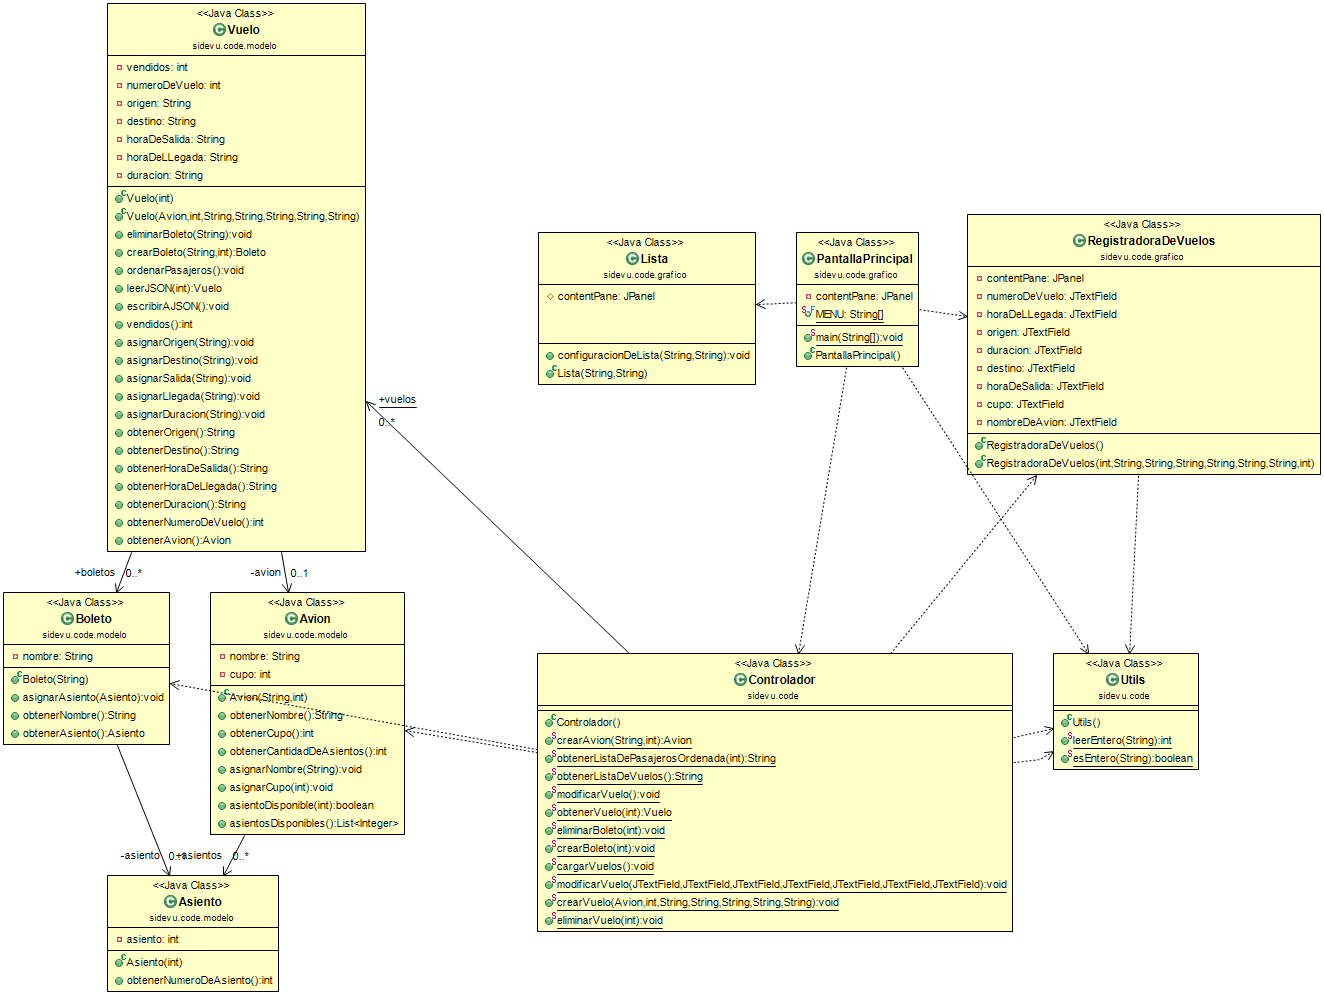 <<Java Class>>
Vuelo
sidevu.code.modelo
vendidos: int
numeroDeVuelo: int
origen: String
destino: String
horaDeSalida: String
horaDeLLegada: String
duracion: String
Vuelo(int)
Vuelo(Avion,int,String,String,String,String,String)
eliminarBoleto(String):void
crearBoleto(String,int):Boleto
ordenarPasajeros():void
leerJSON(int):Vuelo
escribirAJSON():void
vendidos():int
asignarOrigen(String):void
asignarDestino(String):void
asignarSalida(String):void
asignarLlegada(String):void
asignarDuracion(String):void
obtenerOrigen():String
obtenerDestino():String
obtenerHoraDeSalida():String
obtenerHoraDeLlegada():String
obtenerDuracion():String
obtenerNumeroDeVuelo():int
obtenerAvion():Avion
<<Java Class>>
Lista
sidevu.code.grafico
contentPane: JPanel
configuracionDeLista(String,String):void
Lista(String,String)
<<Java Class>>
PantallaPrincipal
sidevu.code.grafico
contentPane: JPanel
MENU: String[]
main(String[]):void
PantallaPrincipal()
<<Java Class>>
RegistradoraDeVuelos
sidevu.code.grafico
contentPane: JPanel
numeroDeVuelo: JTextField
horaDeLLegada: JTextField
origen: JTextField
duracion: JTextField
destino: JTextField
horaDeSalida: JTextField
cupo: JTextField
nombreDeAvion: JTextField
RegistradoraDeVuelos()
RegistradoraDeVuelos(int,String,String,String,String,String,String,int)
+vuelos
0..*
+boletos 0..*
-avion 0..1
<<Java Class>>
Boleto
sidevu.code.modelo
nombre: String
Boleto(String)
asignarAsiento(Asiento):void
obtenerNombre():String
obtenerAsiento():Asiento
<<Java Class>>
Avion
sidevu.code.modelo
nombre: String
cupo: int
Avion(String,int)
obtenerNombre():String
obtenerCupo():int
obtenerCantidadDeAsientos():int
asignarNombre(String):void
asignarCupo(int):void
asientoDisponible(int):boolean
asientosDisponibles():List<Integer>
<<Java Class>>
Controlador
sidevu.code
Controlador()
crearAvion(String,int):Avion
obtenerListaDePasajerosOrdenada(int):String
obtenerListaDeVuelos():String
modificarVuelo():void
obtenerVuelo(int):Vuelo
eliminarBoleto(int):void
crearBoleto(int):void
cargarVuelos():void
modificarVuelo(JTextField,JTextField,JTextField,JTextField,JTextField,JTextField,JTextField):void
crearVuelo(Avion,int,String,String,String,String,String):void
eliminarVuelo(int):void
<<Java Class>>
Utils
sidevu.code
Utils()
leerEntero(String):int
esEntero(String):boolean
-asiento 0..1
+asientos 0..*
<<Java Class>>
Asiento
sidevu.code.modelo
asiento: int
Asiento(int)
obtenerNumeroDeAsiento():int